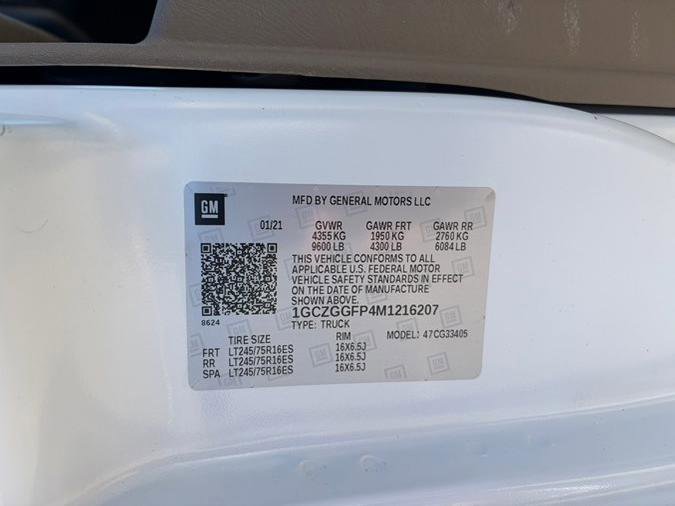 GM
MFD BY GENERAL MOTORS LLC
01/21 GVWR GAWR FRT GAWR RR
4355 KG 1950 KG 2760 KG
9600 LB 4300 LB 6084 LB
THIS VEHICLE CONFORMS TO ALL
APPLICABLE U.S. FEDERAL MOTOR
VEHICLE SAFETY STANDARDS IN EFFECT
ON THE DATE OF MANUFACTURE
SHOWN ABOVE.
1GCZGGFP4M1216207
8624
TYPE: TRUCK MODEL: 47CG33405
TIRE SIZE RIM
FRT LT245/75R16ES 16X6.5J
RR LT245/75R16ES 16X6.5J
SPA LT245/75R16ES 16X6.5J